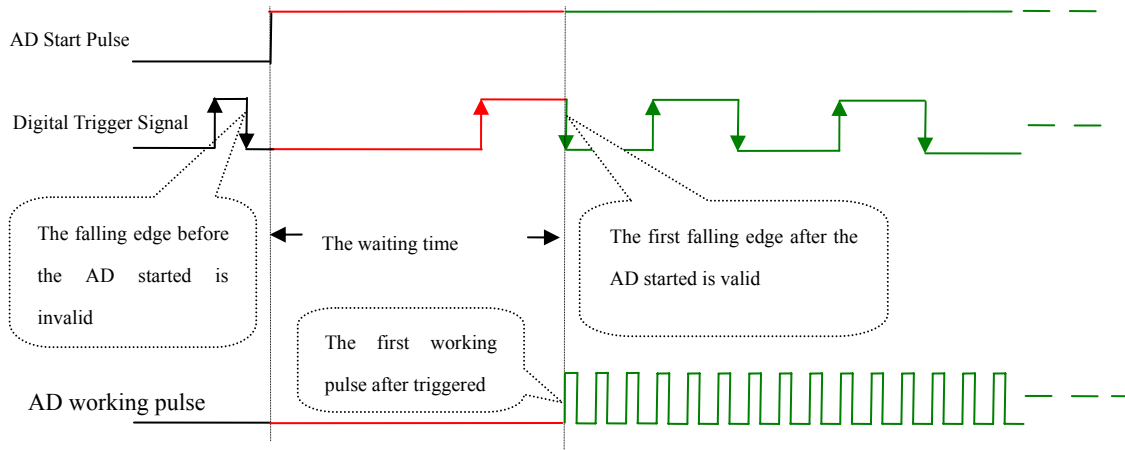 AD Start Pulse
Digital Trigger Signal
The falling edge before
the AD started is
invalid
The waiting time
The first falling edge after the
AD started is valid
The first working
pulse after triggered
AD working pulse